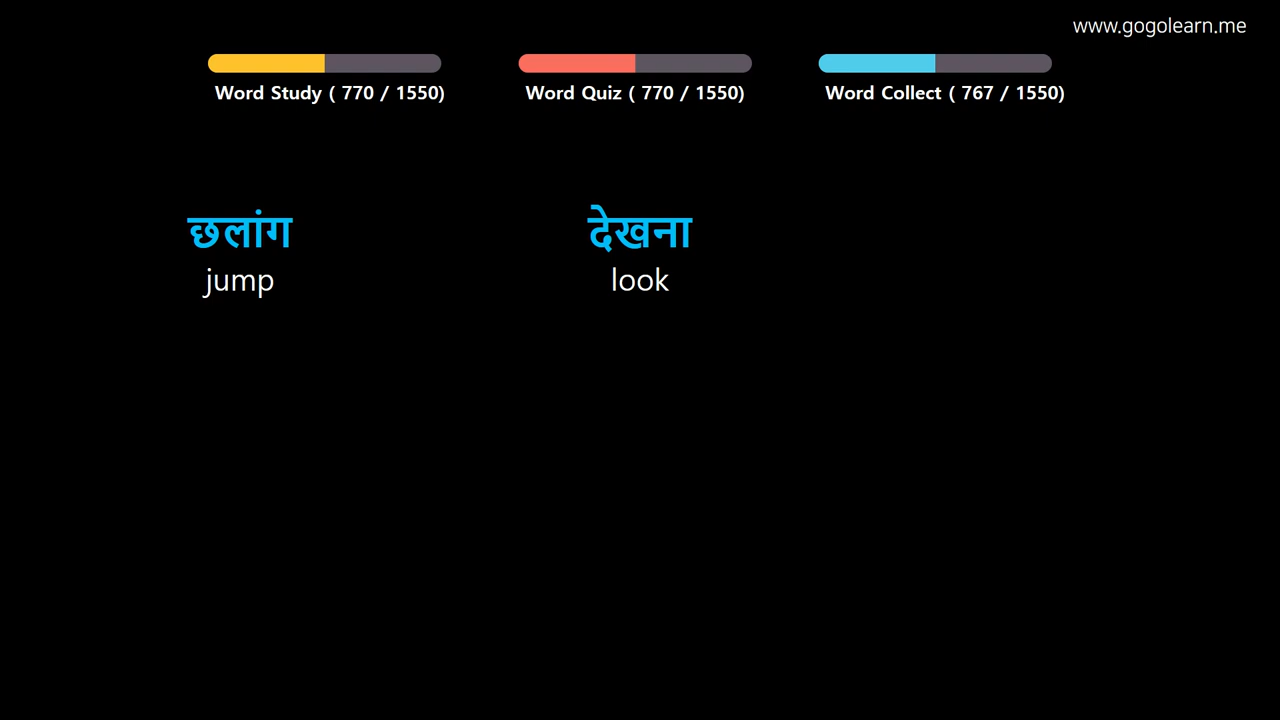 www.gogolearn.me
Word Study ( 770 / 1550)
Word Quiz ( 770 / 1550)
Word Collect ( 767 / 1550)
छलांग
jump
देखना
look